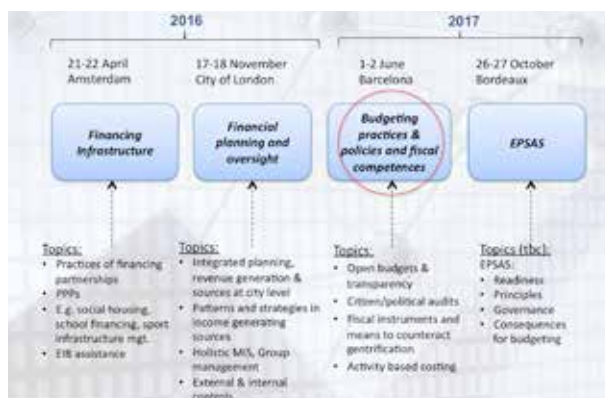 2016
2017
21-22 April
Amsterdam
17-18 November
City of London
1-2 June
Barcelona
26-27 October
Bordeaux
Financing
Infrastructure
Financial
planning and
oversight
Budgeting
practices &
policies and fiscal
competences
EPSAS
Topics:
• Practices of financing
partnerships
• PPPs
• E.g. social housing,
school financing, sport
infrastructure mgt.
• EIB assistance
Topics:
• Integrated planning,
revenue generation &
sources at city level
• Patterns and strategies in
income generating
sources
• Holistic MIS, Group
management
• External & internal
controls
Topics:
• Open budgets &
transparency
• Citizen/political audits
• Fiscal instruments and
means to counteract
gentrification
• Activity based costing
Topics (tbc):
EPSAS:
• Readiness
• Principles
• Governance
• Consequences
for budgeting